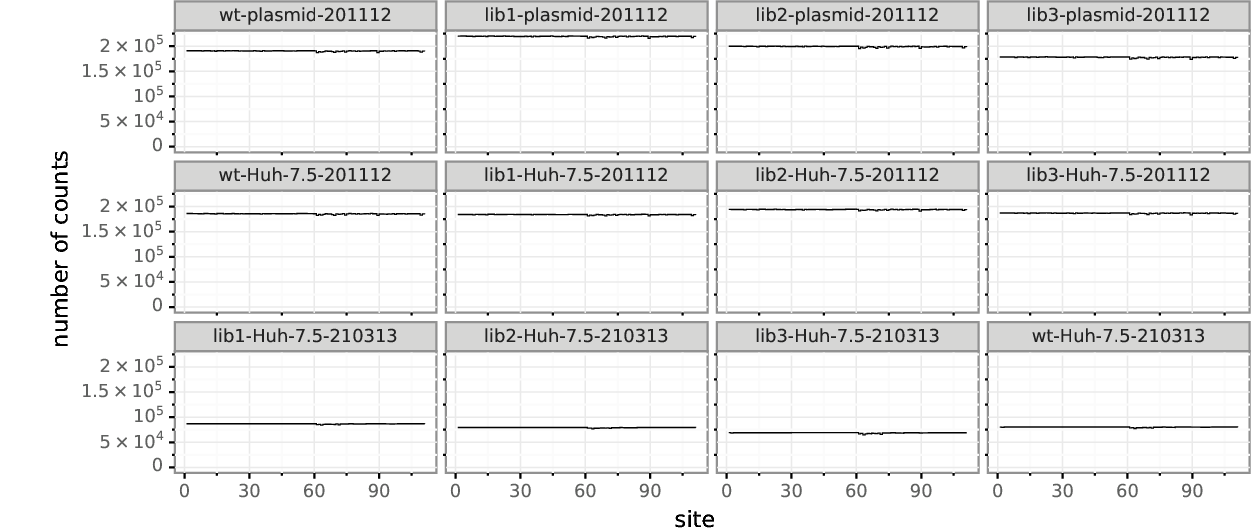 wt-plasmid-201112 lib1-plasmid-201112 lib2-plasmid-201112 lib3-plasmid-201112
2 × 10⁵
1.5 × 10⁵
10⁵
5 × 10⁴
0
wt-Huh-7.5-201112 lib1-Huh-7.5-201112 lib2-Huh-7.5-201112 lib3-Huh-7.5-201112
number of counts
2 × 10⁵
1.5 × 10⁵
10⁵
5 × 10⁴
0
lib1-Huh-7.5-210313 lib2-Huh-7.5-210313 lib3-Huh-7.5-210313 wt-Huh-7.5-210313
2 × 10⁵
1.5 × 10⁵
10⁵
5 × 10⁴
0
0 30 60 90 0 30 60 90 0 30 60 90 0 30 60 90
site